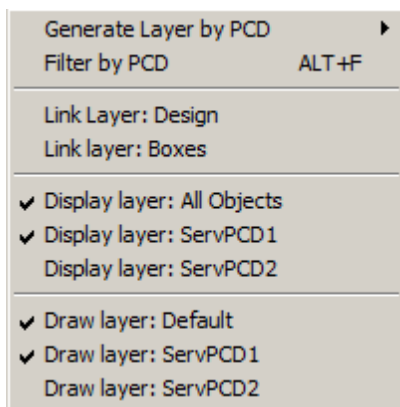 Generate Layer by PCD
Filter by PCD ALT+F
Link Layer: Design
Link layer: Boxes
Display layer: All Objects
Display layer: ServPCD1
Display layer: ServPCD2
Draw layer: Default
Draw layer: ServPCD1
Draw layer: ServPCD2